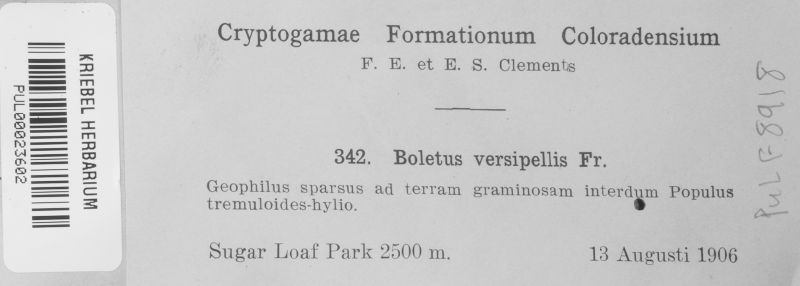 Cryptogamae Formationum Coloradensium
F. E. et E. S. Clements
342. Boletus versipellis Fr.
Geophilus sparsus ad terram graminosam interdum Populus
tremuloides-hylio.
Sugar Loaf Park 2500 m.
13 Augusti 1906
KRIEBEL HERBARIUM
PUL00023602
PUL F8918